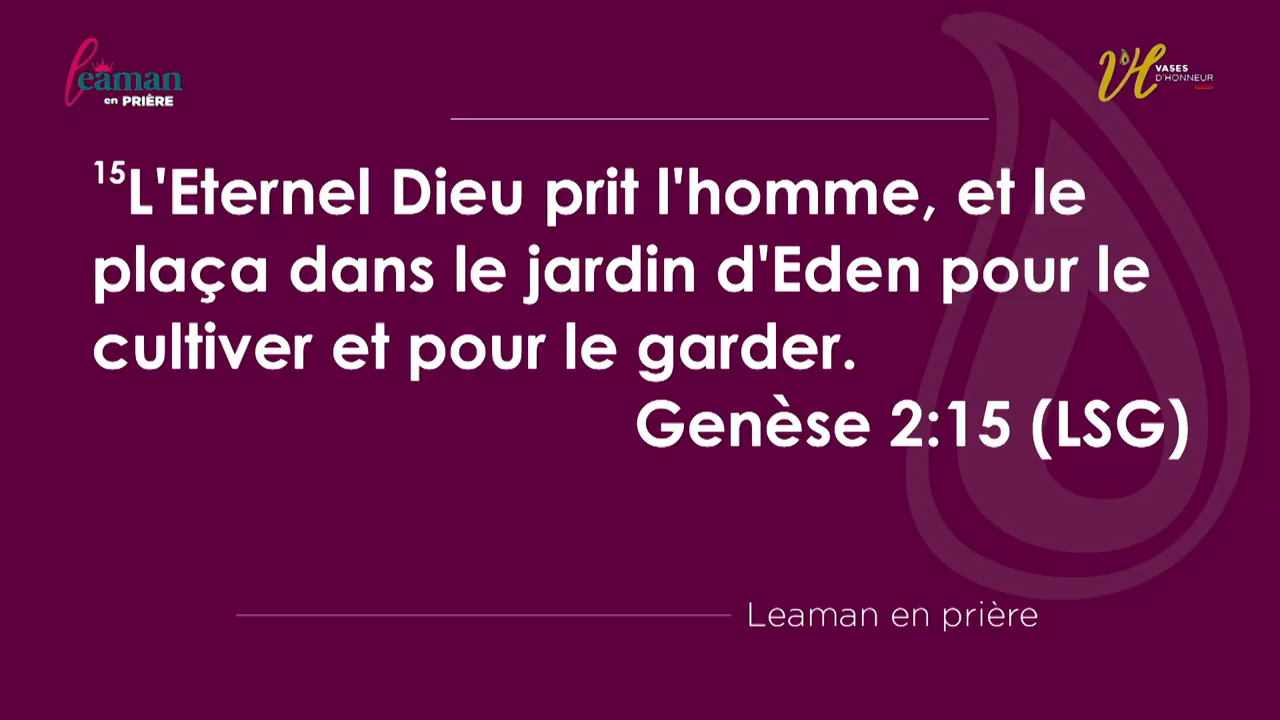 leaman
en PRIÈRE
VH VASES
D'HONNEUR
15L'Eternel Dieu prit l'homme, et le
plaça dans le jardin d'Eden pour le
cultiver et pour le garder.
Genèse 2:15 (LSG)
Leaman en prière